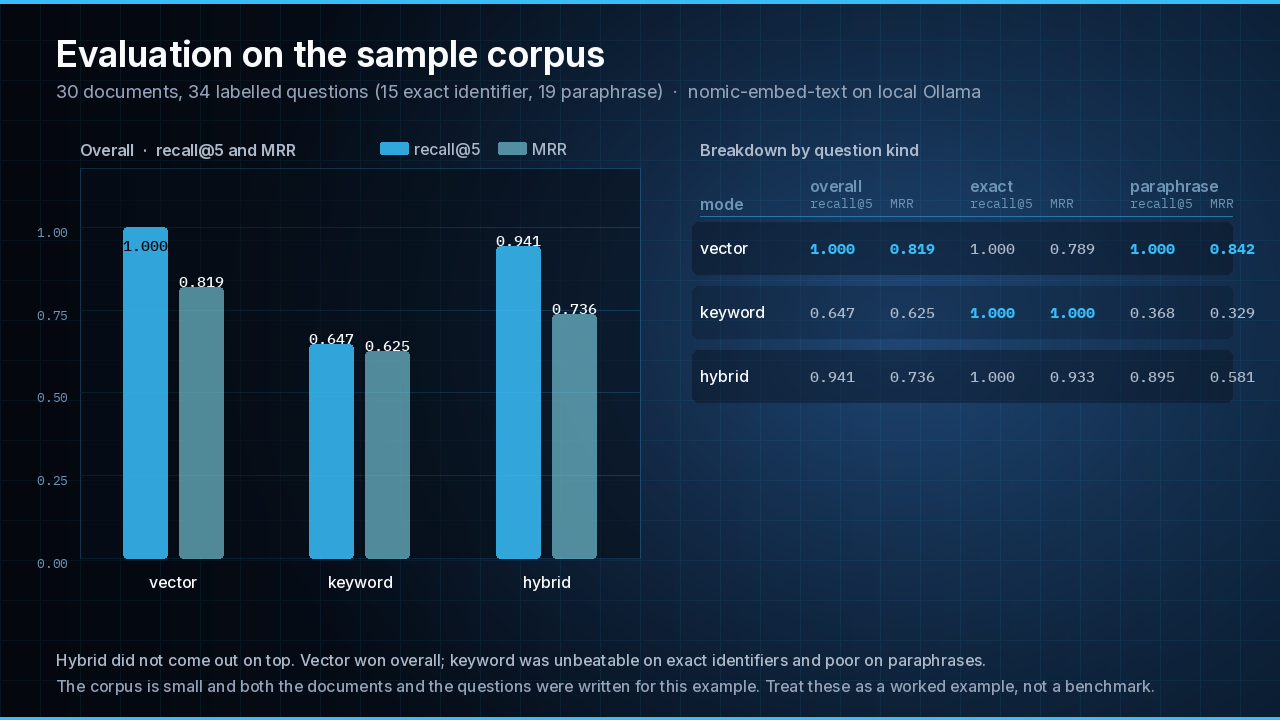 Evaluation on the sample corpus
30 documents, 34 labelled questions (15 exact identifier, 19 paraphrase) · nomic-embed-text on local Ollama
Overall · recall@5 and MRR
recall@5 MRR
1.00
0.75
0.50
0.25
0.00
1.000 0.819 0.647 0.625 0.941 0.736
vector keyword hybrid
Breakdown by question kind
overall exact paraphrase
mode recall@5 MRR recall@5 MRR recall@5 MRR
vector 1.000 0.819 1.000 0.789 1.000 0.842
keyword 0.647 0.625 1.000 1.000 0.368 0.329
hybrid 0.941 0.736 1.000 0.933 0.895 0.581
Hybrid did not come out on top. Vector won overall; keyword was unbeatable on exact identifiers and poor on paraphrases.
The corpus is small and both the documents and the questions were written for this example. Treat these as a worked example, not a benchmark.